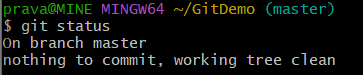 prava@MINE MINGW64 ~/GitDemo (master)
$ git status
On branch master
nothing to commit, working tree clean